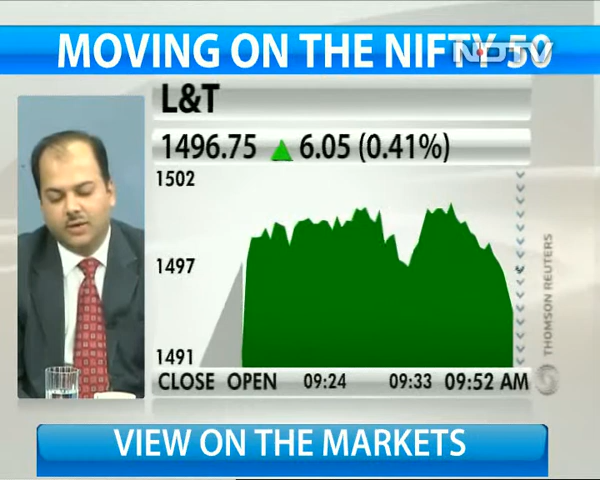 MOVING ON THE NIFTY 50
NDTV
L&T
1496.75 ▲ 6.05 (0.41%)
1502
1497
1491
CLOSE OPEN 09:24 09:33 09:52 AM
THOMSON REUTERS
VIEW ON THE MARKETS